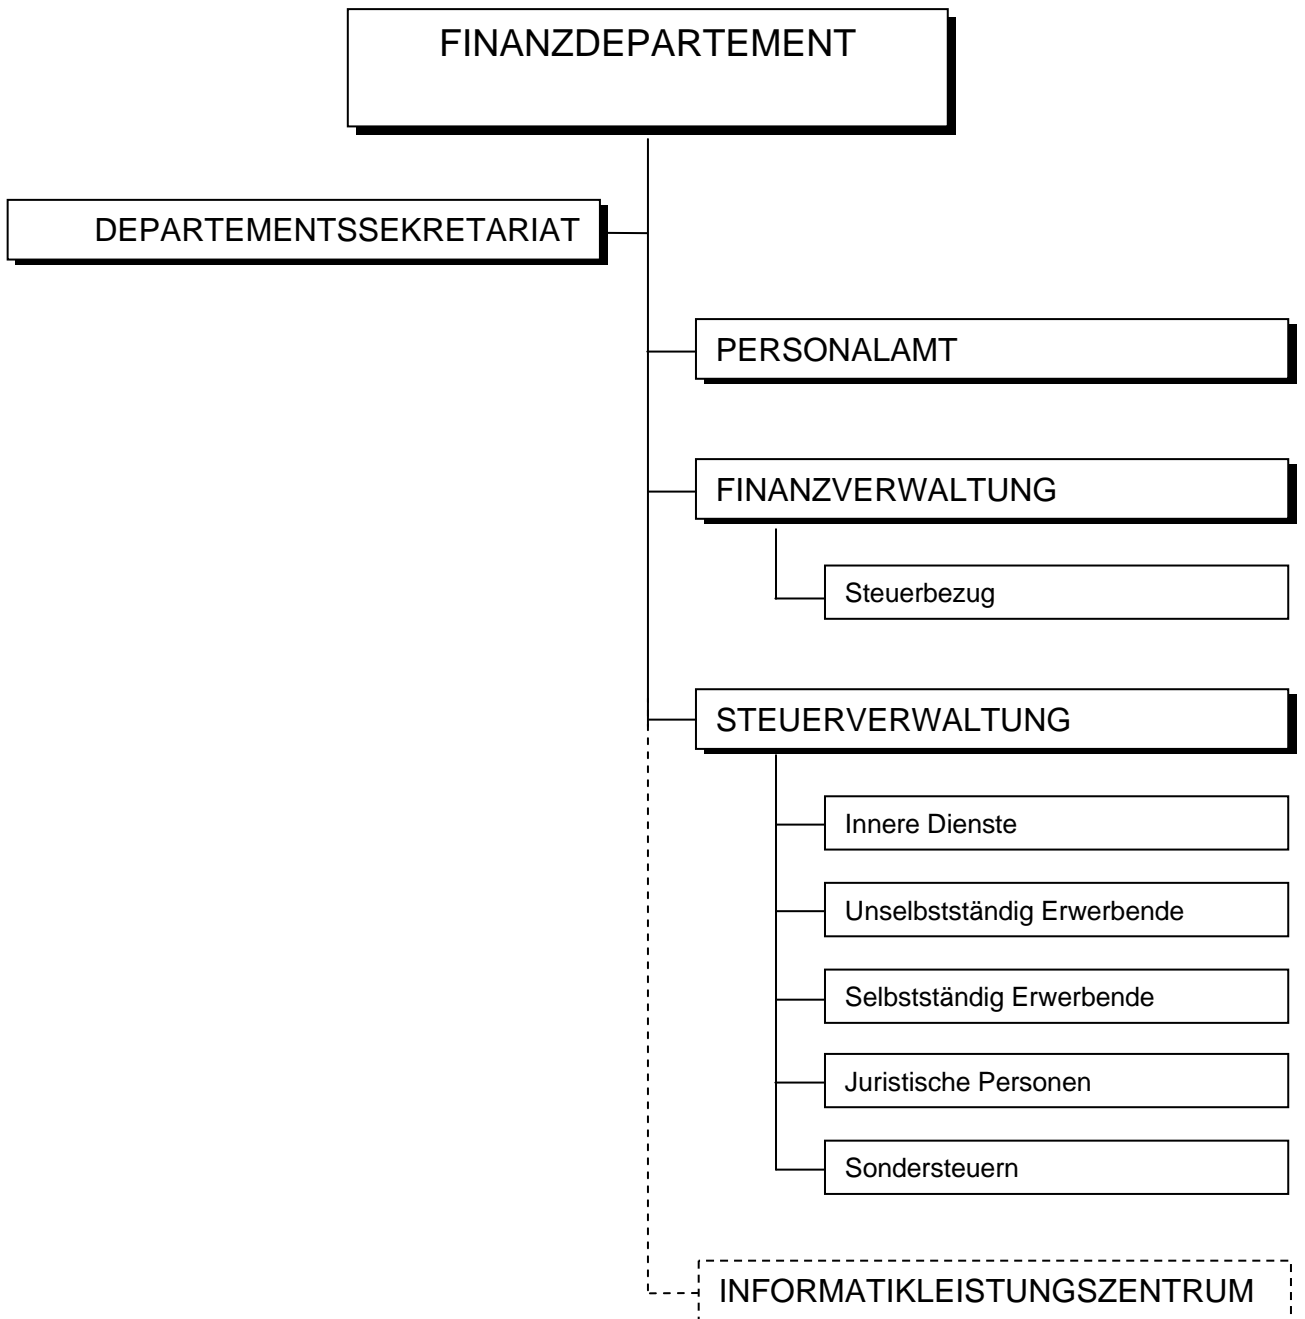 FINANZDEPARTEMENT
DEPARTEMENTSSEKRETARIAT
PERSONALAMT
FINANZVERWALTUNG
Steuerbezug
STEUERVERWALTUNG
Innere Dienste
Unselbstständig Erwerbende
Selbstständig Erwerbende
Juristische Personen
Sondersteuern
INFORMATIKLEISTUNGSZENTRUM